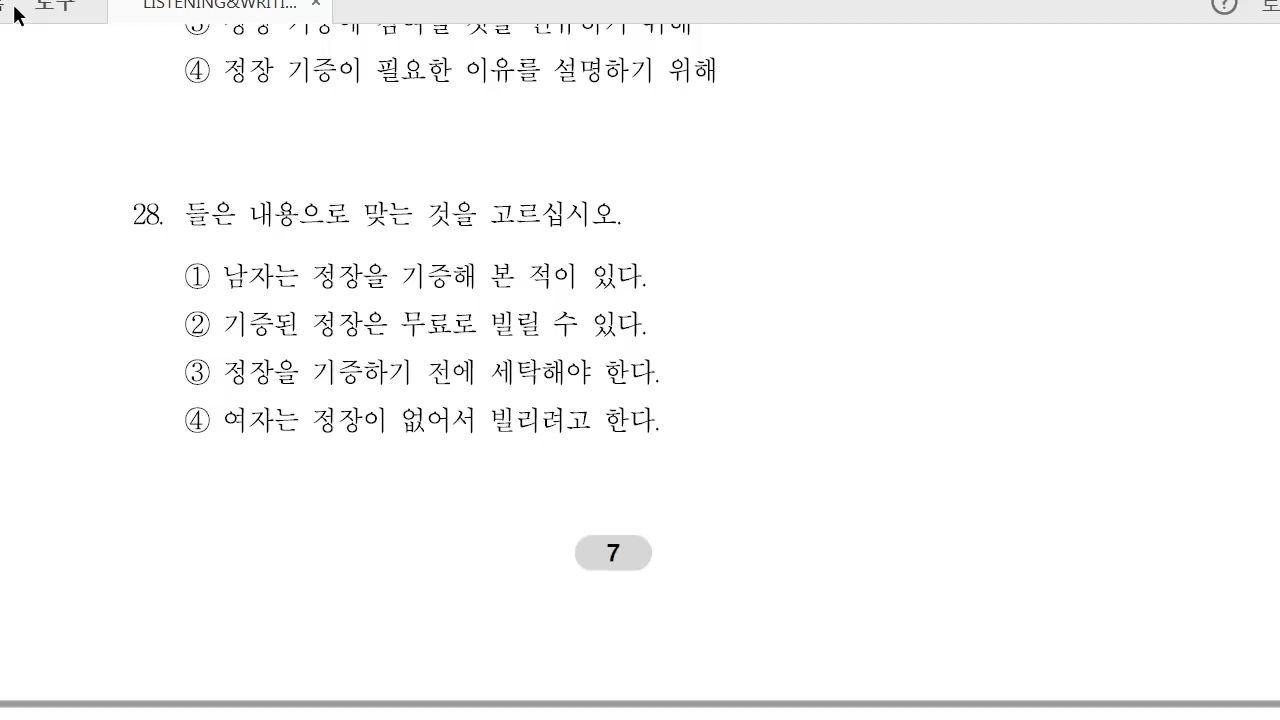 도구
LISTENING&WRITI... ×
?
④ 정장 기증이 필요한 이유를 설명하기 위해
28. 들은 내용으로 맞는 것을 고르십시오.
① 남자는 정장을 기증해 본 적이 있다.
② 기증된 정장은 무료로 빌릴 수 있다.
③ 정장을 기증하기 전에 세탁해야 한다.
④ 여자는 정장이 없어서 빌리려고 한다.
7